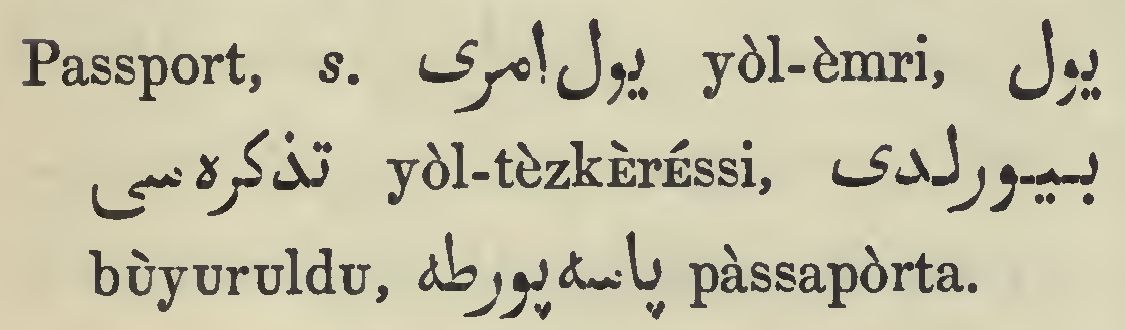 Passport, s. یول امری yòl-èmri, یول
تذکره سی yòl-tèzkÈrÉssi, بیورلدی
bùyuruldu, پاسه پورطه pàssapòrta.